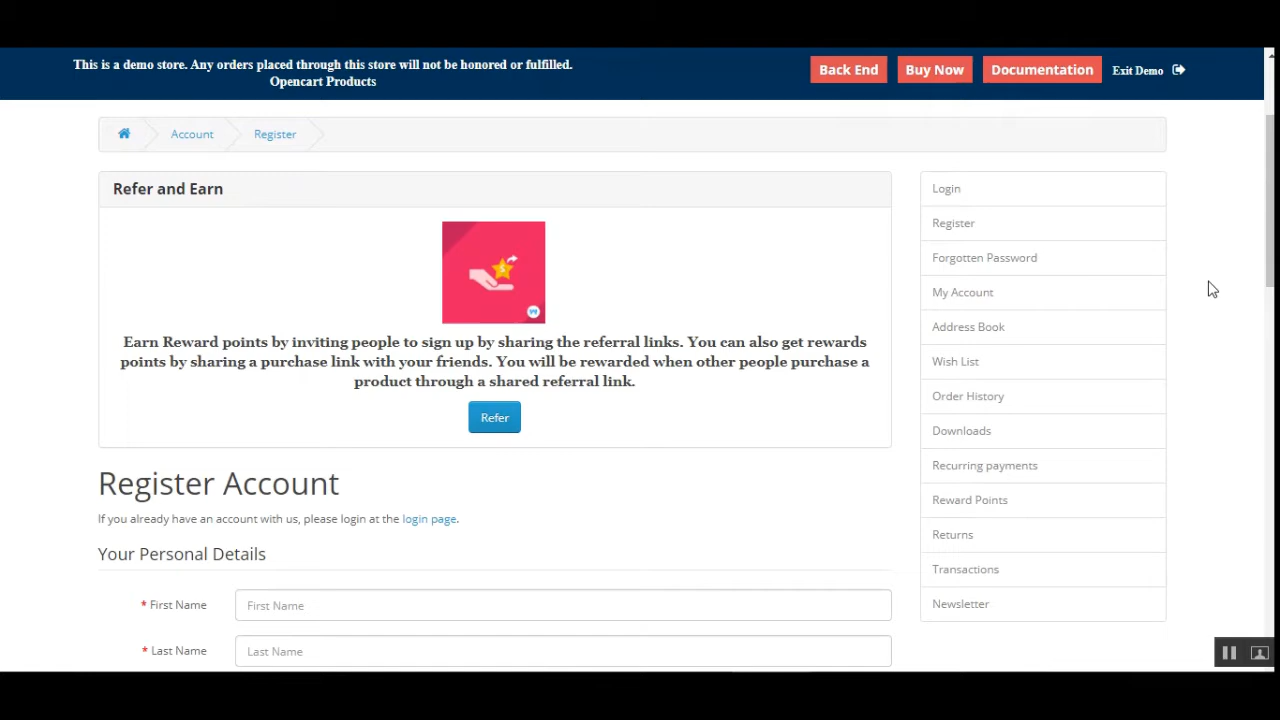 This is a demo store. Any orders placed through this store will not be honored or fulfilled.
Opencart Products
Back End
Buy Now
Documentation
Exit Demo
Account
Register
Refer and Earn
Earn Reward points by inviting people to sign up by sharing the referral links. You can also get rewards
points by sharing a purchase link with your friends. You will be rewarded when other people purchase a
product through a shared referral link.
Refer
Register Account
If you already have an account with us, please login at the login page.
Your Personal Details
* First Name
First Name
* Last Name
Last Name
Login
Register
Forgotten Password
My Account
Address Book
Wish List
Order History
Downloads
Recurring payments
Reward Points
Returns
Transactions
Newsletter